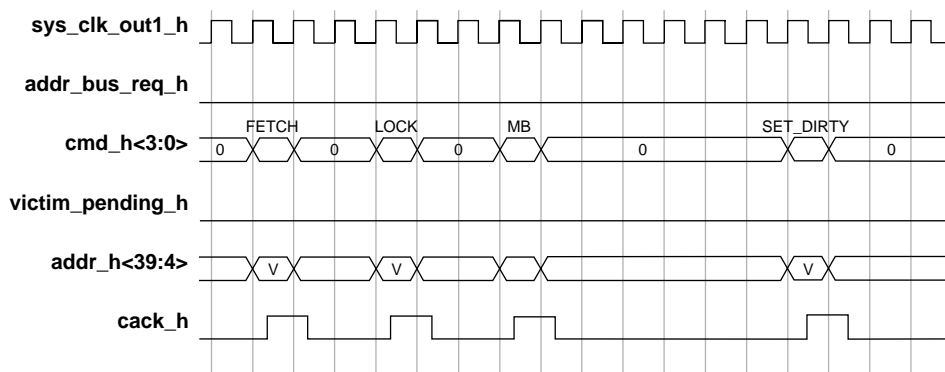 sys_clk_out1_h
addr_bus_req_h
FETCH LOCK MB SET_DIRTY
cmd_h<3:0> 0 0 0 0 0
victim_pending_h
addr_h<39:4> V V V
cack_h